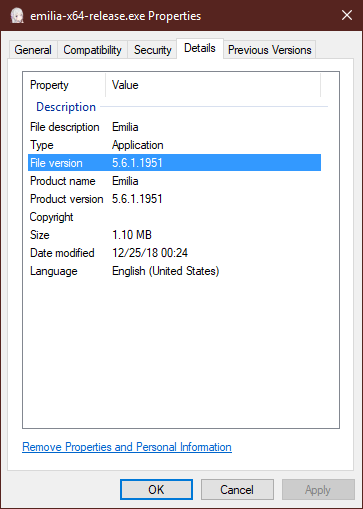 emilia-x64-release.exe Properties
General Compatibility Security Details Previous Versions
Property Value
Description
File description Emilia
Type Application
File version 5.6.1.1951
Product name Emilia
Product version 5.6.1.1951
Copyright
Size 1.10 MB
Date modified 12/25/18 00:24
Language English (United States)
Remove Properties and Personal Information
OK Cancel Apply